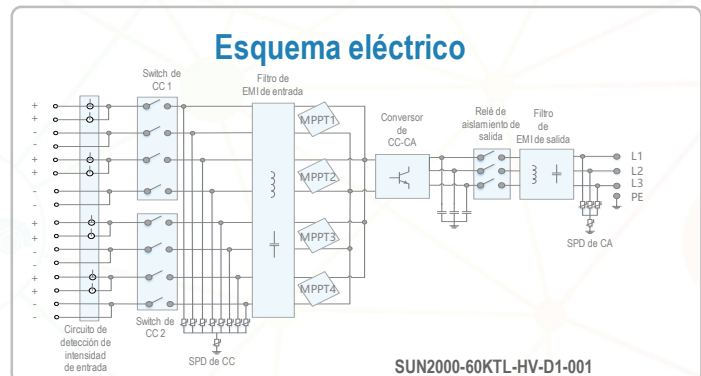 Esquema eléctrico
Switch de
CC 1
Filtro de
EMI de entrada
MPPT1
MPPT2
MPPT3
MPPT4
Conversor
de
CC-CA
Relé de
aislamiento de
salida
Filtro
de
EMI de salida
L1
L2
L3
PE
SPD de CA
+
+
-
-
+
+
-
-
+
+
-
-
+
+
-
-
Circuito de
detección de
intensidad
de entrada
Switch de
CC 2
SPD de CC
SUN2000-60KTL-HV-D1-001